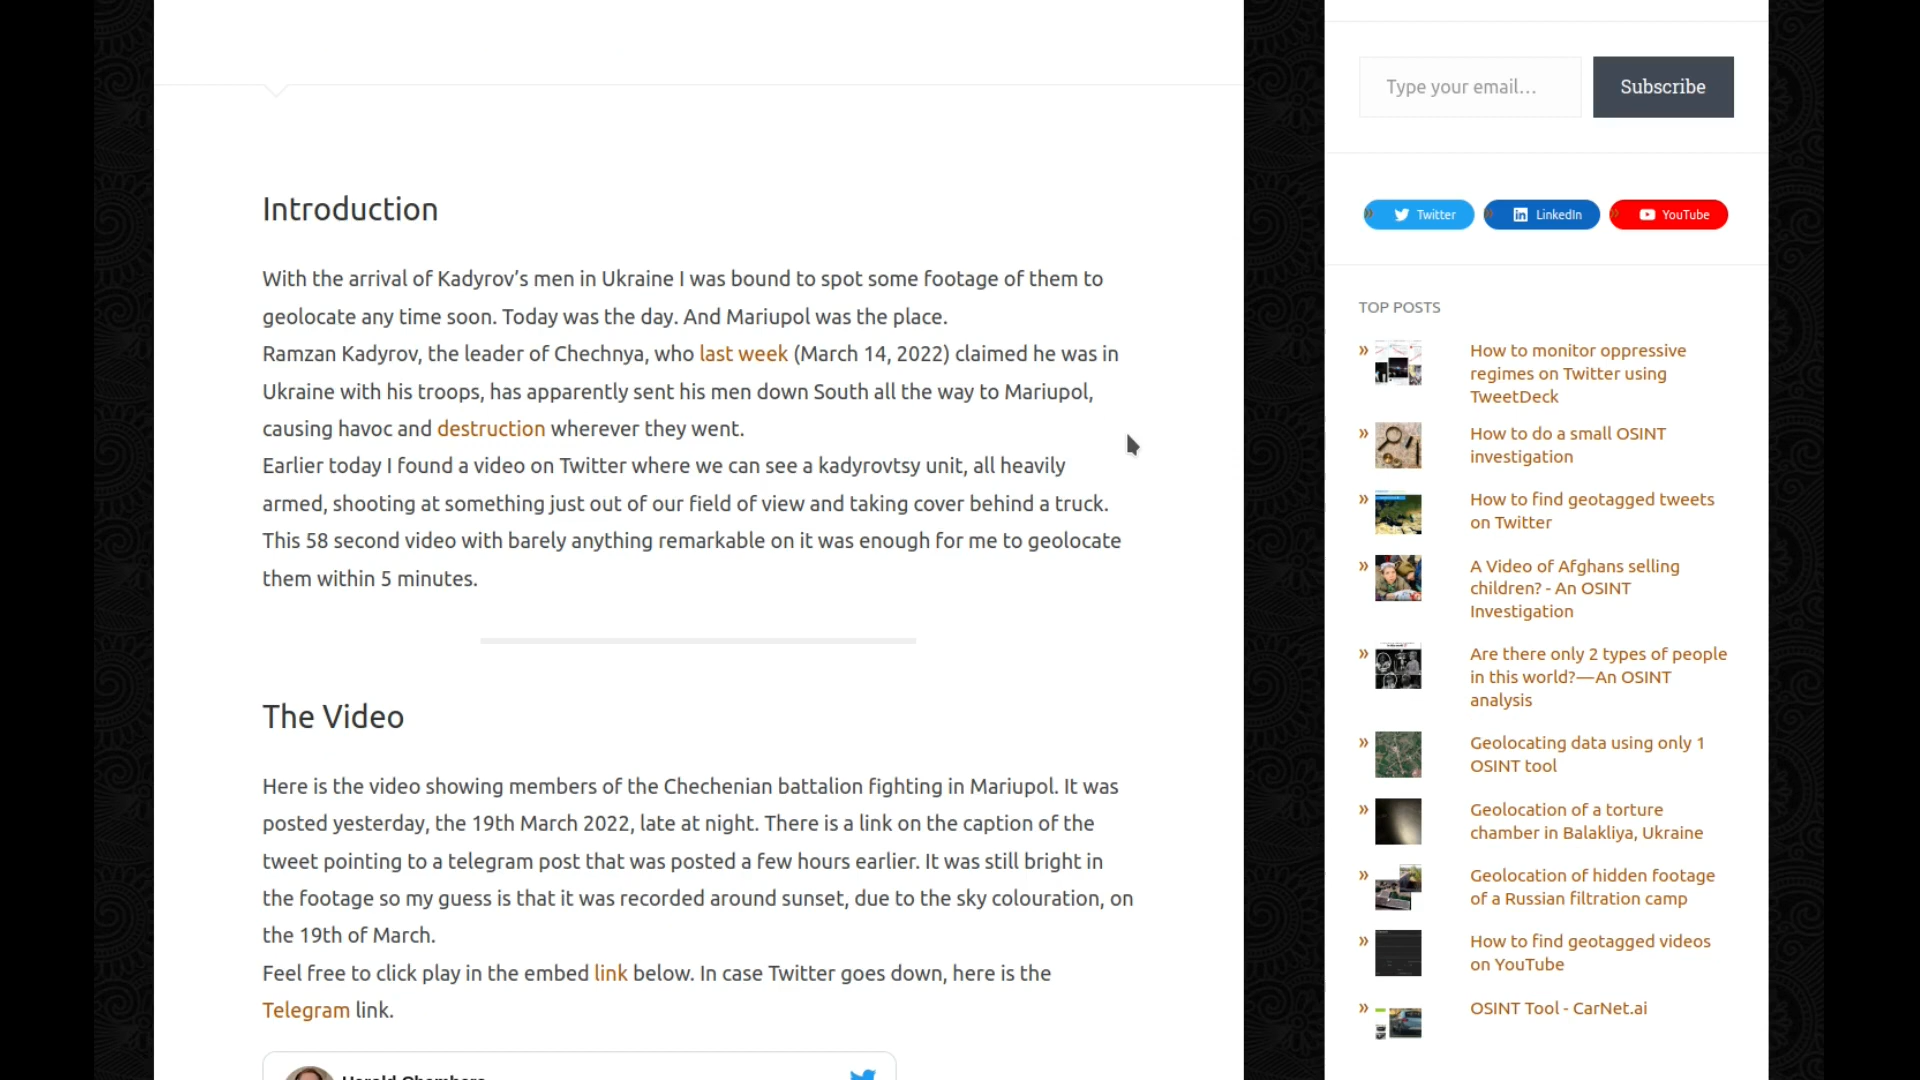 Introduction
With the arrival of Kadyrov’s men in Ukraine I was bound to spot some footage of them to
geolocate any time soon. Today was the day. And Mariupol was the place.
Ramzan Kadyrov, the leader of Chechnya, who last week (March 14, 2022) claimed he was in
Ukraine with his troops, has apparently sent his men down South all the way to Mariupol,
causing havoc and destruction wherever they went.
Earlier today I found a video on Twitter where we can see a kadyrovtsy unit, all heavily
armed, shooting at something just out of our field of view and taking cover behind a truck.
This 58 second video with barely anything remarkable on it was enough for me to geolocate
them within 5 minutes.
The Video
Here is the video showing members of the Chechenian battalion fighting in Mariupol. It was
posted yesterday, the 19th March 2022, late at night. There is a link on the caption of the
tweet pointing to a telegram post that was posted a few hours earlier. It was still bright in
the footage so my guess is that it was recorded around sunset, due to the sky colouration, on
the 19th of March.
Feel free to click play in the embed link below. In case Twitter goes down, here is the
Telegram link.
Type your email…
Subscribe
Twitter
LinkedIn
YouTube
TOP POSTS
» How to monitor oppressive
regimes on Twitter using
TweetDeck
» How to do a small OSINT
investigation
» How to find geotagged tweets
on Twitter
» A Video of Afghans selling
children? - An OSINT
Investigation
» Are there only 2 types of people
in this world?—An OSINT
analysis
» Geolocating data using only 1
OSINT tool
» Geolocation of a torture
chamber in Balakliya, Ukraine
» Geolocation of hidden footage
of a Russian filtration camp
» How to find geotagged videos
on YouTube
» OSINT Tool - CarNet.ai